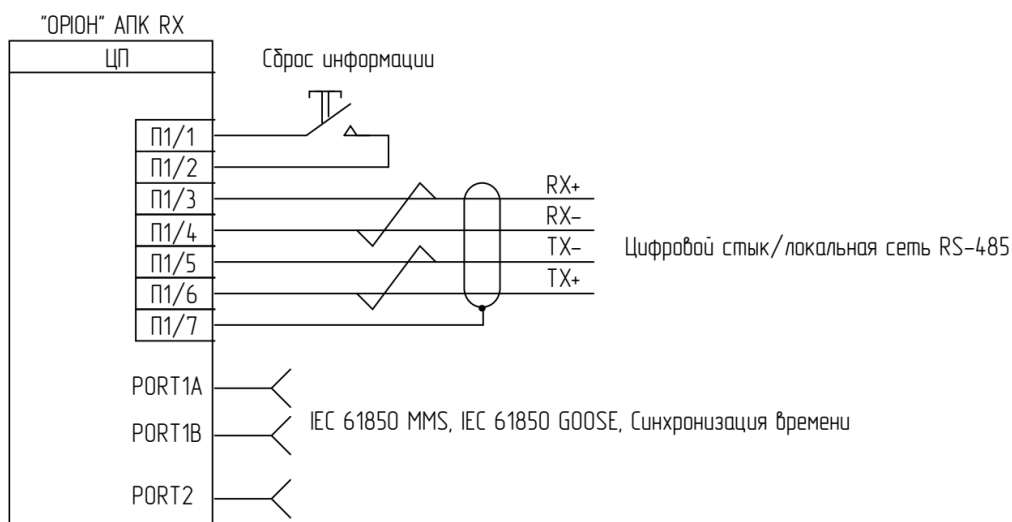 "ОРІОН" АПК RX
ЦП
Сброс информации
П1/1
П1/2
П1/3
RX+
П1/4
RX-
П1/5
TX-
Цифровой стык/локальная сеть RS-485
П1/6
TX+
П1/7
PORT1A
IEC 61850 MMS, IEC 61850 GOOSE, Синхронизация времени
PORT1B
PORT2